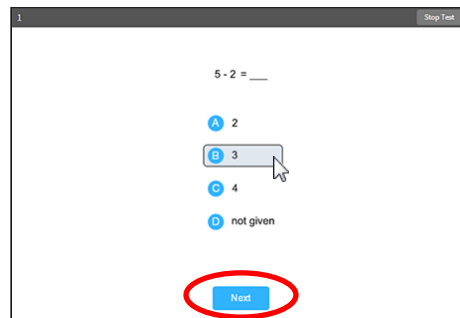 1 Stop Test
5 - 2 = ___
A 2
B 3
C 4
D not given
Next